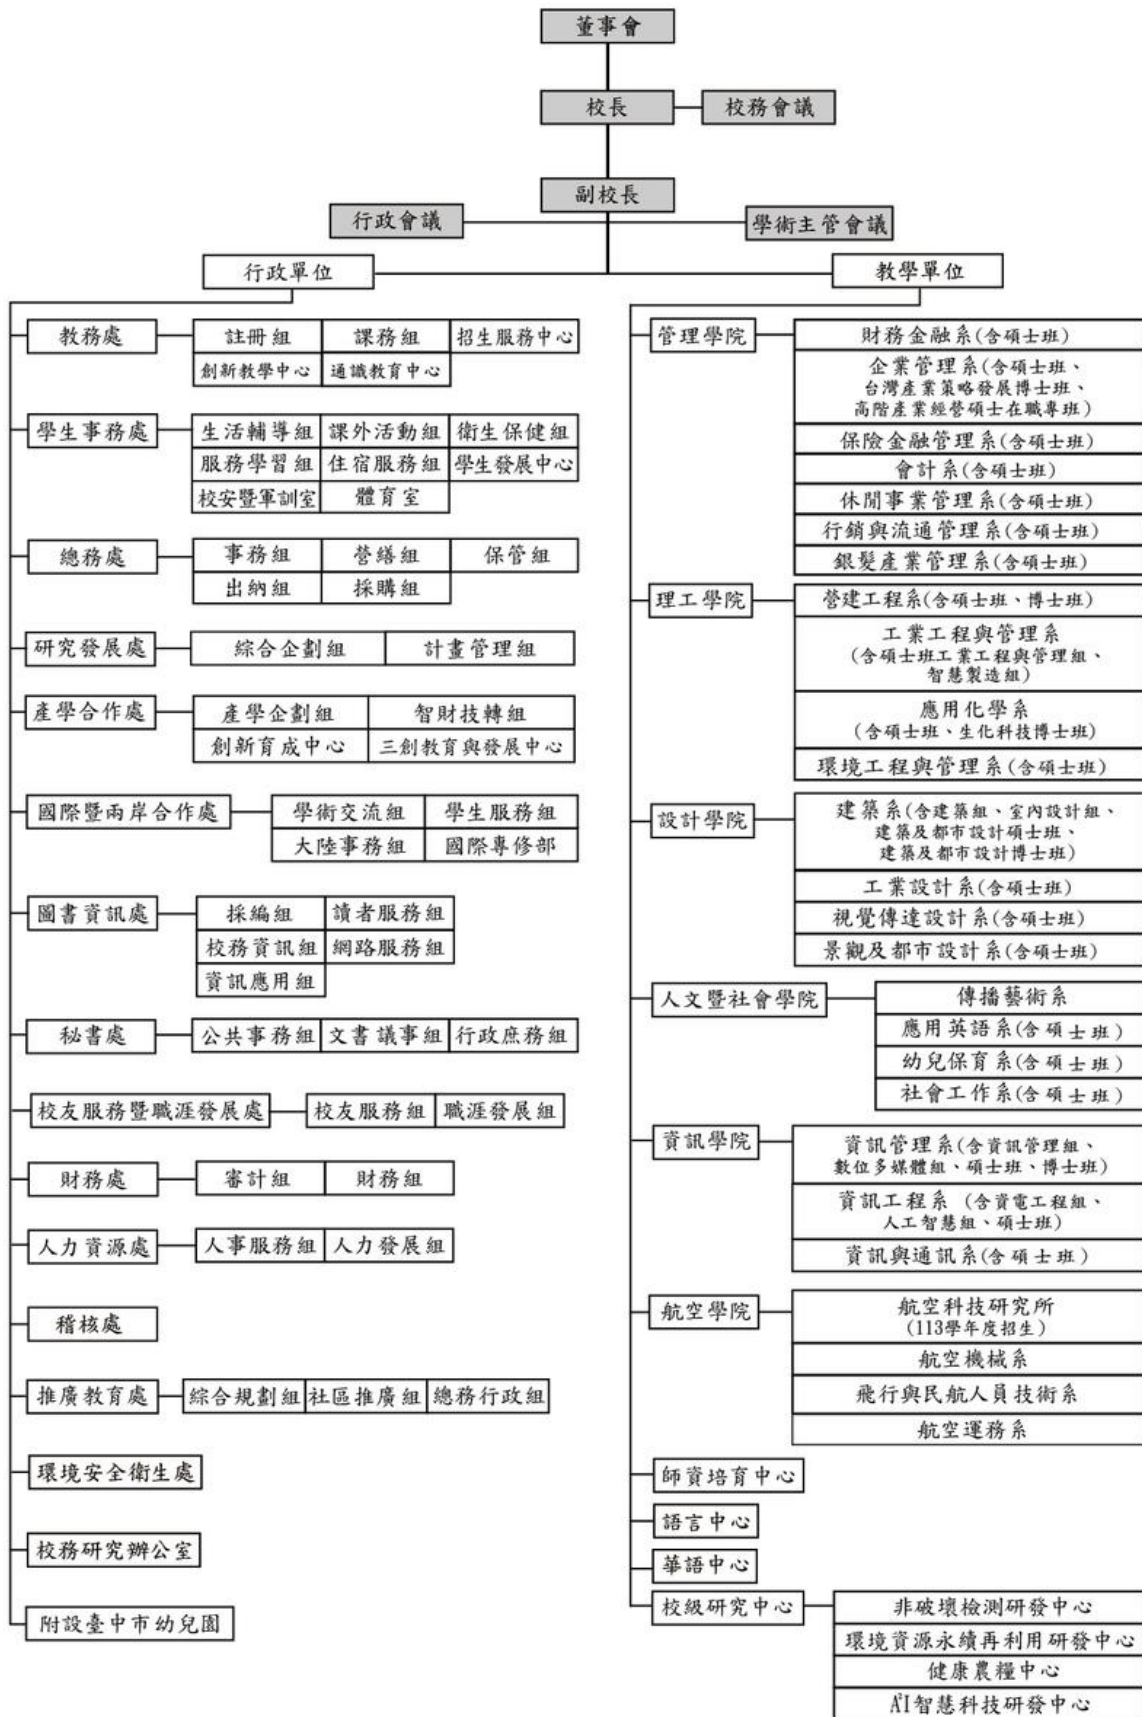 董事會
校長
校務會議
副校長
行政會議
學術主管會議
行政單位
教務處
註冊組
課務組
招生服務中心
創新教學中心
通識教育中心
學生事務處
生活輔導組
課外活動組
衛生保健組
服務學習組
住宿服務組
學生發展中心
校安暨軍訓室
體育室
總務處
事務組
營繕組
保管組
出納組
採購組
研究發展處
綜合企劃組
計畫管理組
產學合作處
產學企劃組
智財技轉組
創新育成中心
三創教育與發展中心
國際暨兩岸合作處
學術交流組
學生服務組
大陸事務組
國際專修部
圖書資訊處
採編組
讀者服務組
校務資訊組
網路服務組
資訊應用組
秘書處
公共事務組
文書議事組
行政庶務組
校友服務暨職涯發展處
校友服務組
職涯發展組
財務處
審計組
財務組
人力資源處
人事服務組
人力發展組
稽核處
推廣教育處
綜合規劃組
社區推廣組
總務行政組
環境安全衛生處
校務研究辦公室
附設臺中市幼兒園
教學單位
管理學院
財務金融系(含碩士班)
企業管理系(含碩士班、
台灣產業策略發展博士班、
高階產業經營碩士在職專班)
保險金融管理系(含碩士班)
會計系(含碩士班)
休閒事業管理系(含碩士班)
行銷與流通管理系(含碩士班)
銀髮產業管理系(含碩士班)
理工學院
營建工程系(含碩士班、博士班)
工業工程與管理系
(含碩士班工業工程與管理組、
智慧製造組)
應用化學系
(含碩士班、生化科技博士班)
環境工程與管理系(含碩士班)
設計學院
建築系(含建築組、室內設計組、
建築及都市設計碩士班、
建築及都市設計博士班)
工業設計系(含碩士班)
視覺傳達設計系(含碩士班)
景觀及都市設計系(含碩士班)
人文暨社會學院
傳播藝術系
應用英語系(含碩士班)
幼兒保育系(含碩士班)
社會工作系(含碩士班)
資訊學院
資訊管理系(含資訊管理組、
數位多媒體組、碩士班、博士班)
資訊工程系 (含資電工程組、
人工智慧組、碩士班)
資訊與通訊系(含碩士班)
航空學院
航空科技研究所
(113學年度招生)
航空機械系
飛行與民航人員技術系
航空運務系
師資培育中心
語言中心
華語中心
校級研究中心
非破壞檢測研發中心
環境資源永續再利用研發中心
健康農糧中心
A²I智慧科技研發中心